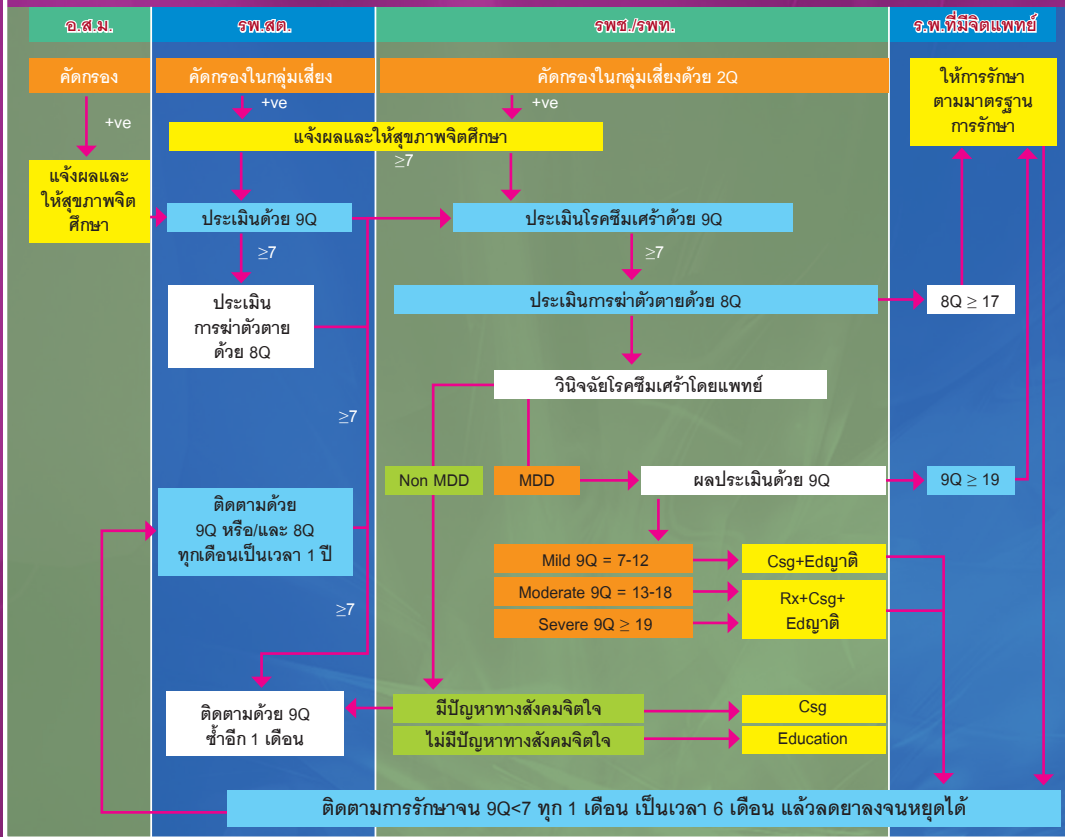 อ.ส.ม.
รพ.สต.
รพช./รพท.
ร.พ.ที่มีจิตแพทย์
คัดกรอง
คัดกรองในกลุ่มเสี่ยง
คัดกรองในกลุ่มเสี่ยงด้วย 2Q
ให้การรักษา
ตามมาตรฐาน
การรักษา
+ve
+ve
+ve
แจ้งผลและให้สุขภาพจิตศึกษา
≥7
แจ้งผลและ
ให้สุขภาพจิต
ศึกษา
ประเมินด้วย 9Q
ประเมินโรคซึมเศร้าด้วย 9Q
≥7
≥7
ประเมิน
การฆ่าตัวตาย
ด้วย 8Q
ประเมินการฆ่าตัวตายด้วย 8Q
8Q ≥ 17
วินิจฉัยโรคซึมเศร้าโดยแพทย์
≥7
Non MDD
MDD
ผลประเมินด้วย 9Q
9Q ≥ 19
ติดตามด้วย
9Q หรือ/และ 8Q
ทุกเดือนเป็นเวลา 1 ปี
Mild 9Q = 7-12
Csg+Edญาติ
Moderate 9Q = 13-18
Rx+Csg+
Edญาติ
Severe 9Q ≥ 19
≥7
ติดตามด้วย 9Q
ซ้ำอีก 1 เดือน
มีปัญหาทางสังคมจิตใจ
Csg
ไม่มีปัญหาทางสังคมจิตใจ
Education
ติดตามการรักษาจน 9Q<7 ทุก 1 เดือน เป็นเวลา 6 เดือน แล้วลดยาลงจนหยุดได้